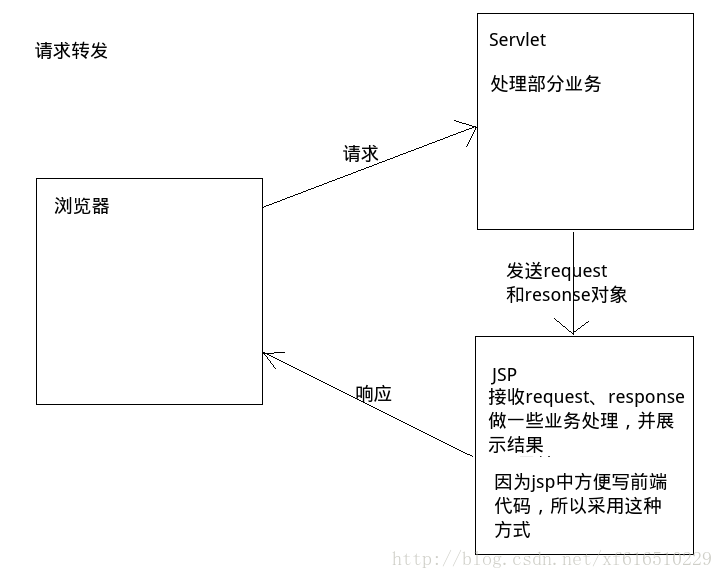 请求转发
Servlet
处理部分业务
请求
浏览器
发送request
和resonse对象
响应
JSP
接收request、response
做一些业务处理，并展
示结果
因为jsp中方便写前端
代码，所以采用这种
方式
http://blog.csdn.net/xf616510229